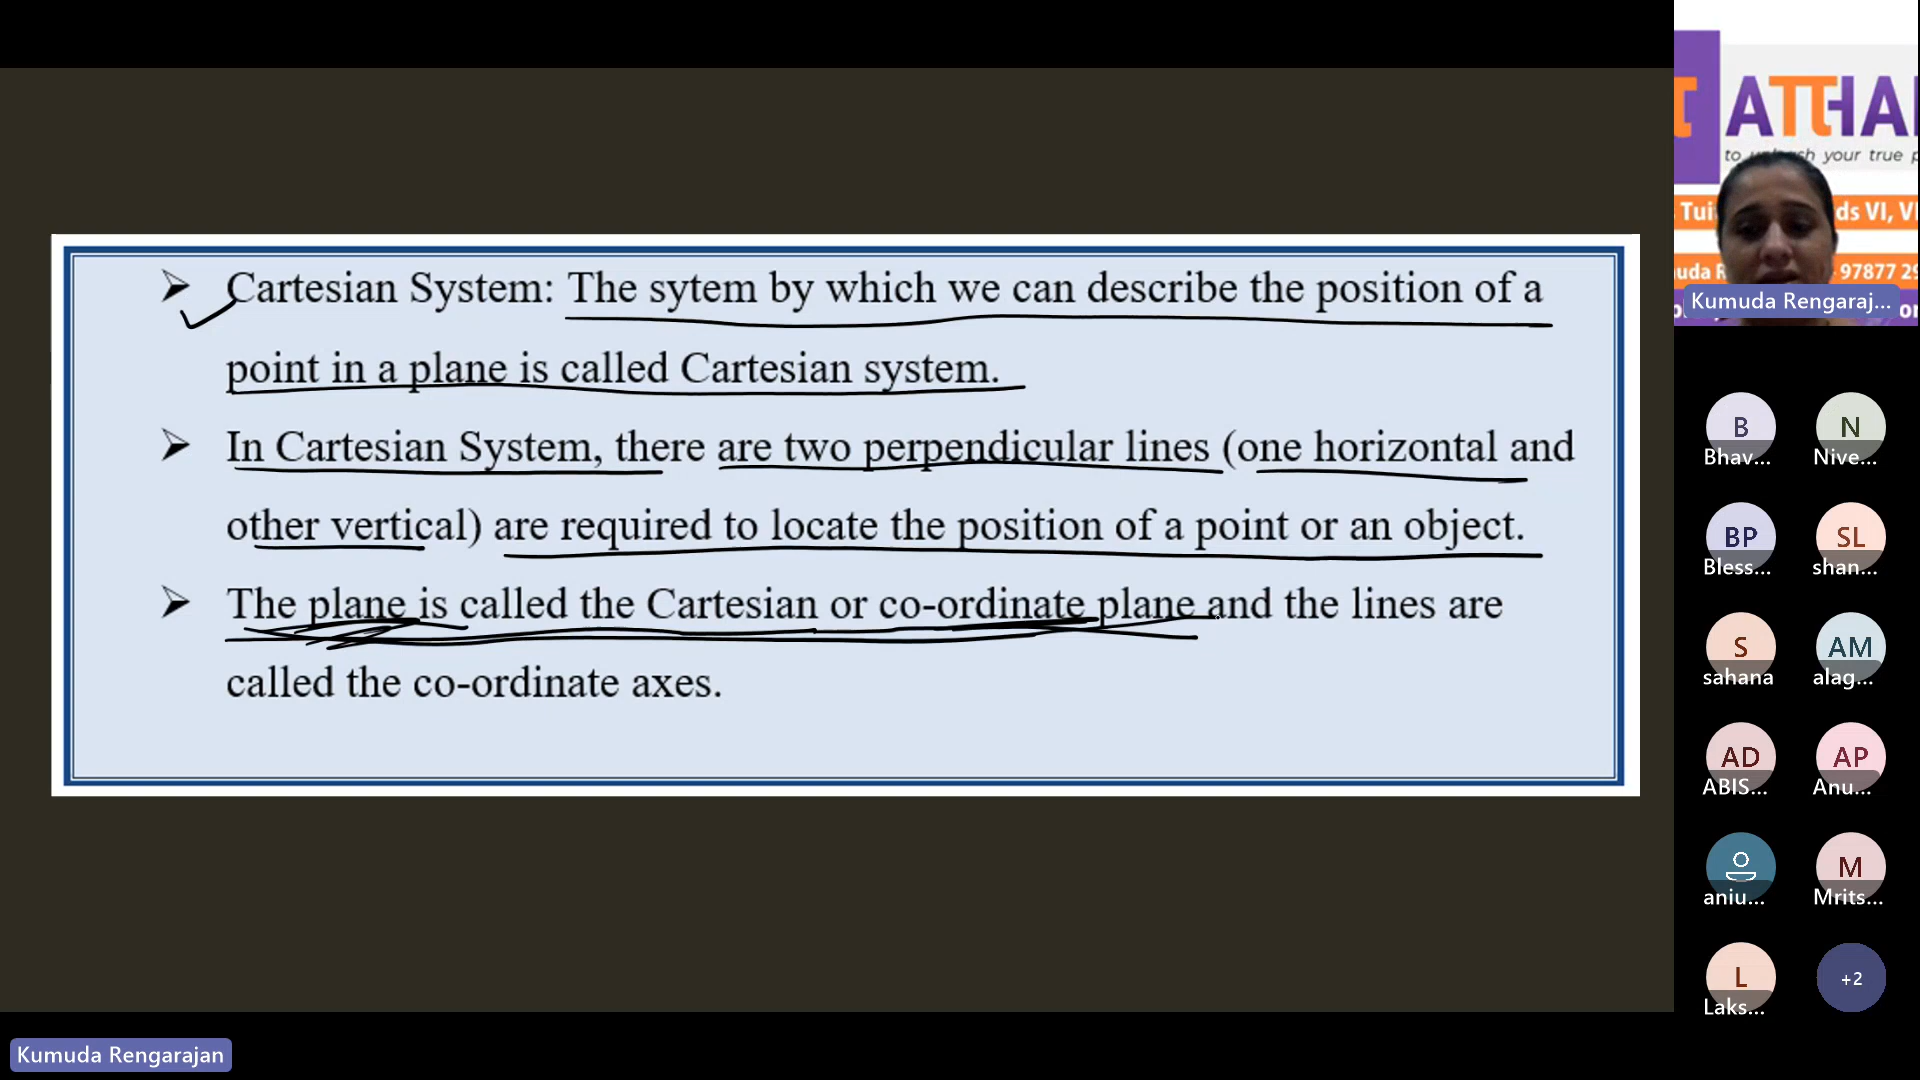 ➢ Cartesian System: The sytem by which we can describe the position of a
point in a plane is called Cartesian system.
➢ In Cartesian System, there are two perpendicular lines (one horizontal and
other vertical) are required to locate the position of a point or an object.
➢ The plane is called the Cartesian or co-ordinate plane and the lines are
called the co-ordinate axes.
Kumuda Rengarajan
to your true
ds VI,
97877
Kumuda Rengaraj...
B N
Bhav... Nive...
BP SL
Bless... shan...
S AM
sahana alag...
AD AP
ABIS... Anu...
M
aniu... Mrits...
L +2
Laks...